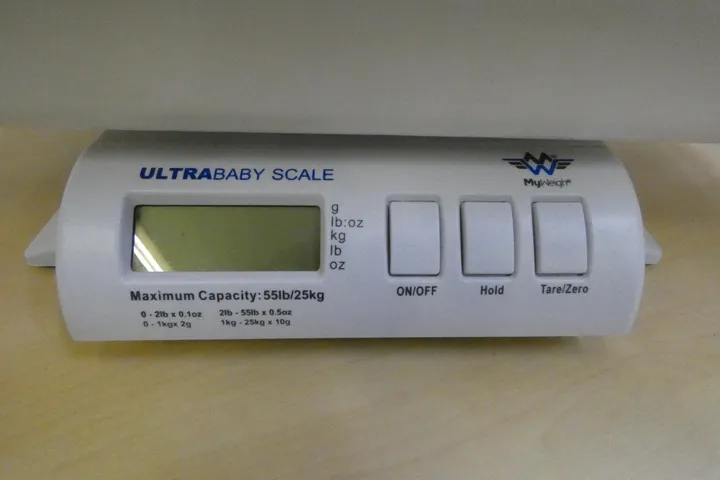 ULTRABABY SCALE
MW
MyWeigh®
g
lb:oz
kg
lb
oz
Maximum Capacity: 55lb/25kg
0 - 2lb x 0.1oz 2lb - 55lb x 0.5oz
0 - 1kgx 2g 1kg - 25kg x 10g
ON/OFF
Hold
Tare/Zero